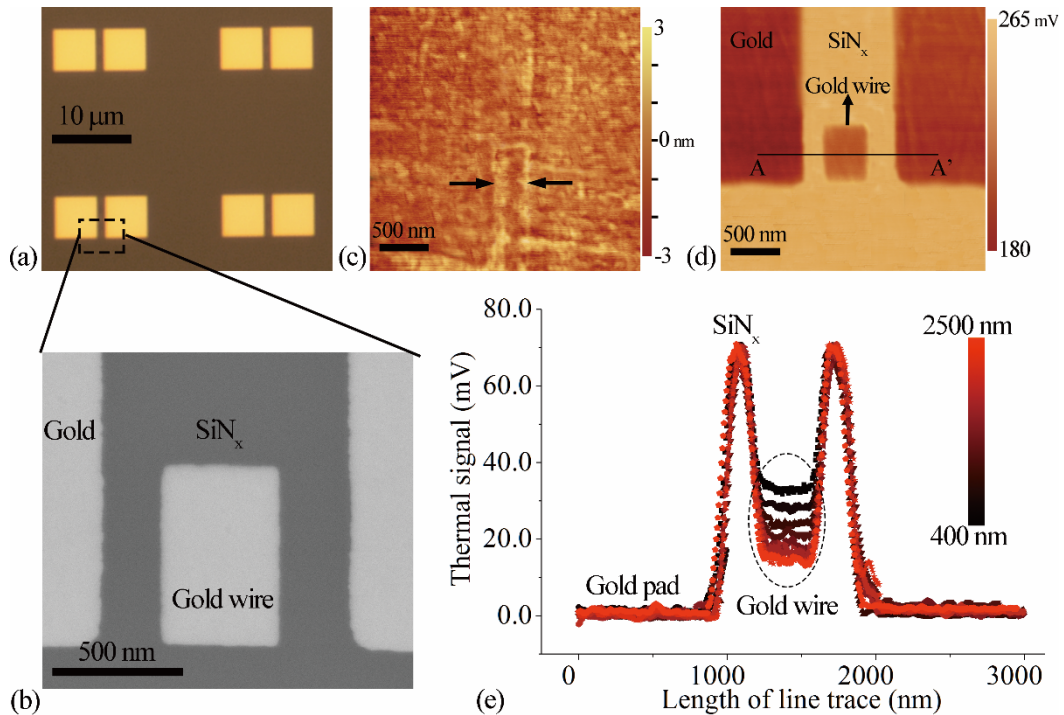 10 μm
(a)
3
0 nm
-3
500 nm
(c)
Gold
SiNx
Gold wire
A
A’
500 nm
265 mV
180
(d)
Gold
SiNx
Gold wire
500 nm
(b)
80.0
60.0
40.0
20.0
0.0
Thermal signal (mV)
SiNx
2500 nm
400 nm
Gold pad
Gold wire
0
1000
2000
3000
Length of line trace (nm)
(e)